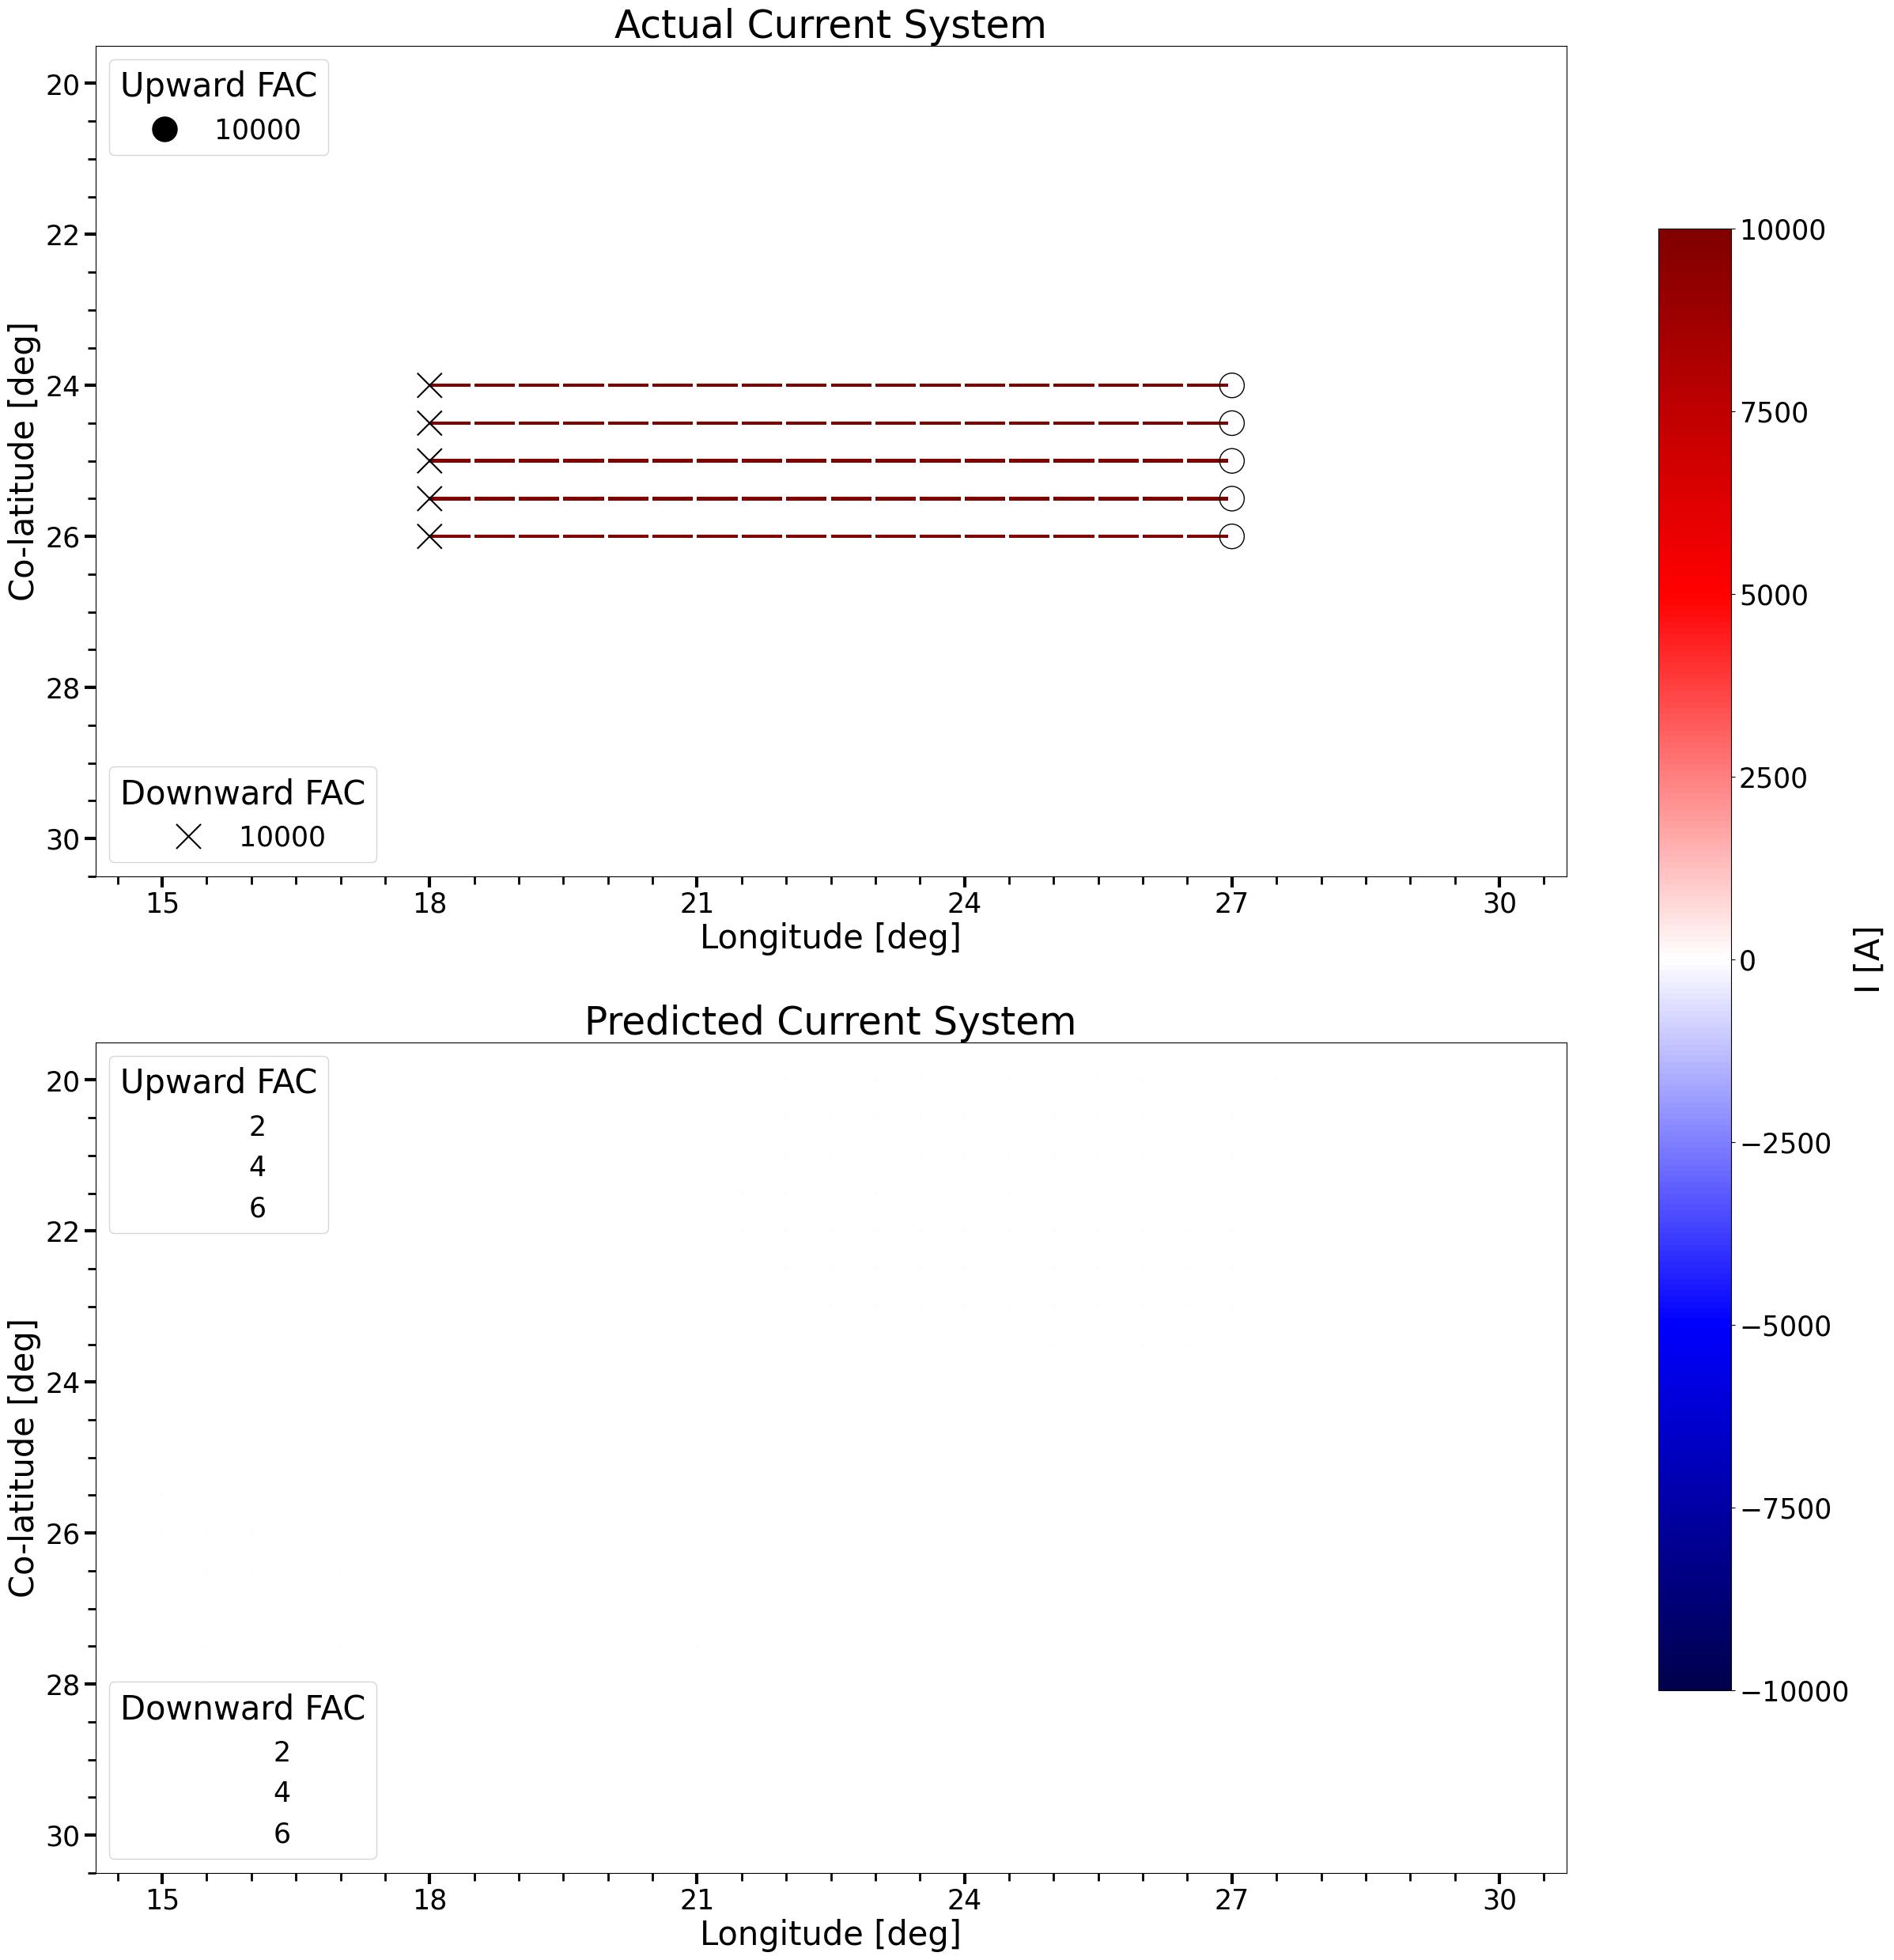 Actual Current System
Upward FAC
10000
20
22
24
26
28
30
Co-latitude [deg]
Downward FAC
10000
15 18 21 24 27 30
Longitude [deg]
Predicted Current System
Upward FAC
2
4
6
20
22
24
26
28
30
Co-latitude [deg]
Downward FAC
2
4
6
15 18 21 24 27 30
Longitude [deg]
10000
7500
5000
2500
0
−2500
−5000
−7500
−10000
I [A]